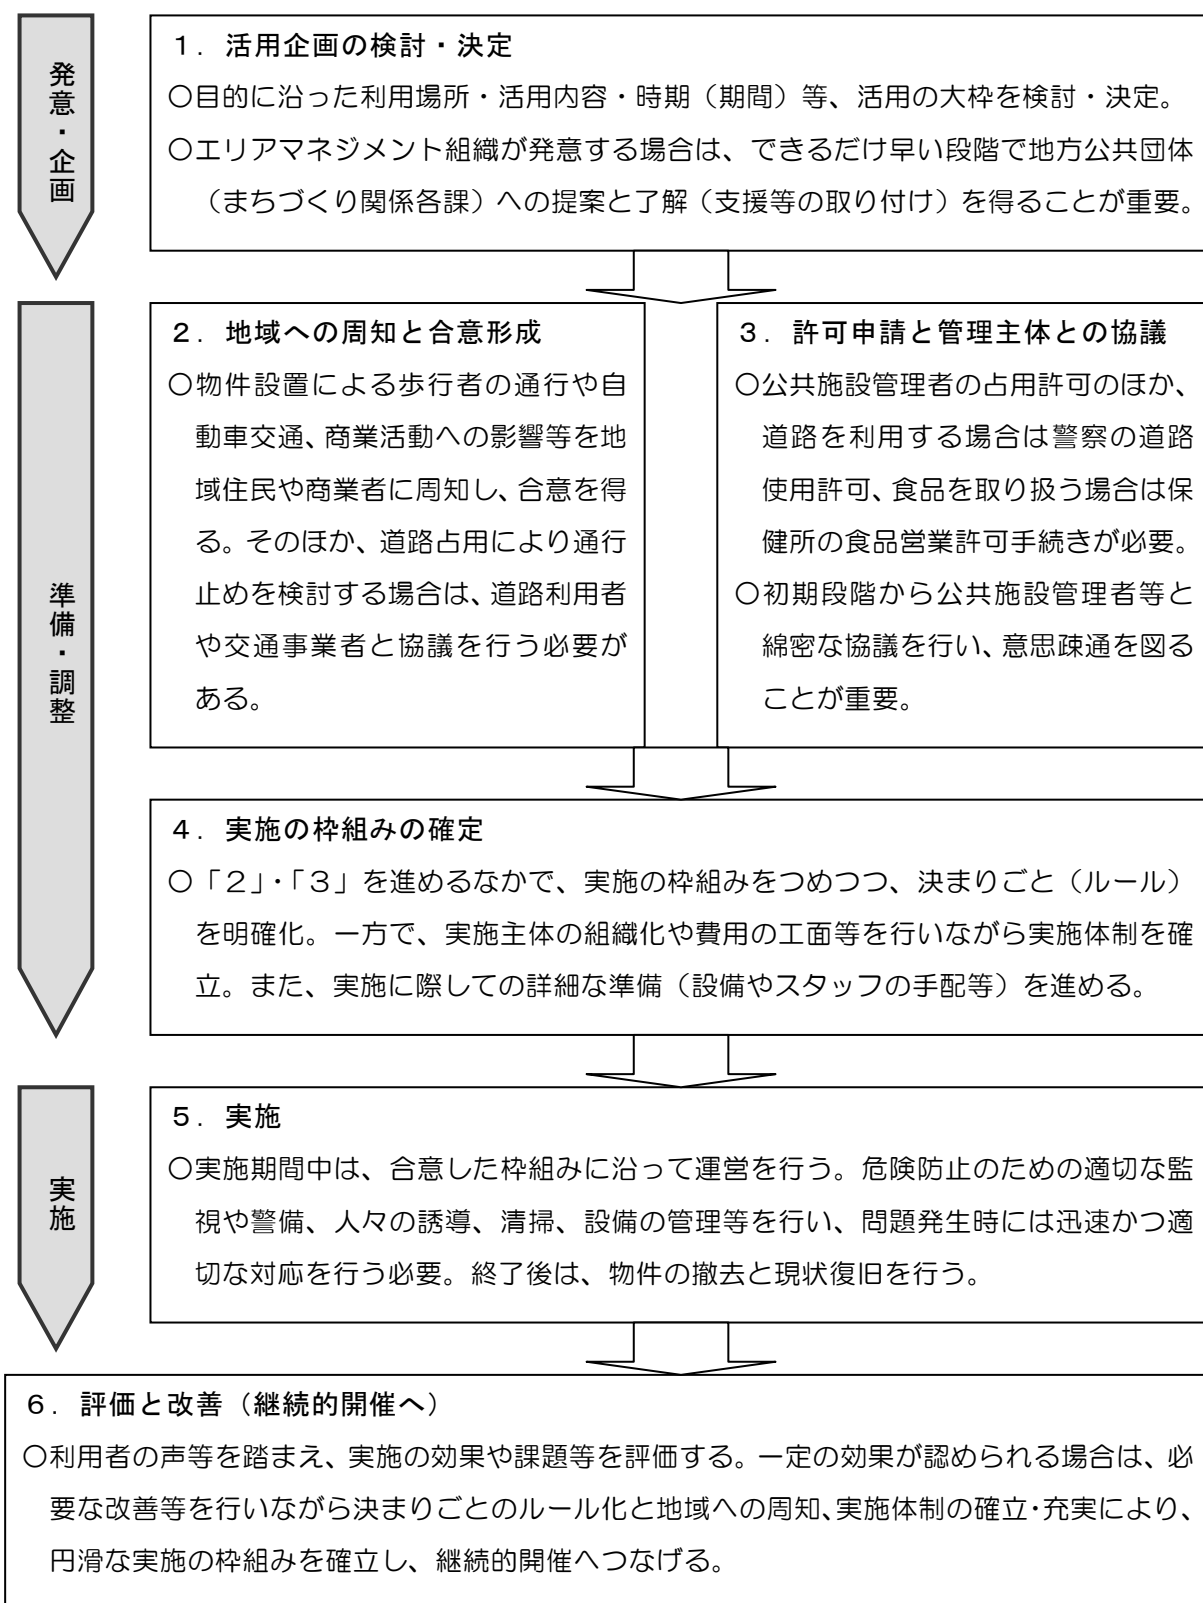 発意・企画
1．活用企画の検討・決定
○目的に沿った利用場所・活用内容・時期（期間）等、活用の大枠を検討・決定。
○エリアマネジメント組織が発意する場合は、できるだけ早い段階で地方公共団体
（まちづくり関係各課）への提案と了解（支援等の取り付け）を得ることが重要。
準備・調整
2．地域への周知と合意形成
○物件設置による歩行者の通行や自
動車交通、商業活動への影響等を地
域住民や商業者に周知し、合意を得
る。そのほか、道路占用により通行
止めを検討する場合は、道路利用者
や交通事業者と協議を行う必要が
ある。
3．許可申請と管理主体との協議
○公共施設管理者の占用許可のほか、
道路を利用する場合は警察の道路
使用許可、食品を取り扱う場合は保
健所の食品営業許可手続きが必要。
○初期段階から公共施設管理者等と
綿密な協議を行い、意思疎通を図る
ことが重要。
4．実施の枠組みの確定
○「2」・「3」を進めるなかで、実施の枠組みをつめつつ、決まりごと（ルール）
を明確化。一方で、実施主体の組織化や費用の工面等を行いながら実施体制を確
立。また、実施に際しての詳細な準備（設備やスタッフの手配等）を進める。
実施
5．実施
○実施期間中は、合意した枠組みに沿って運営を行う。危険防止のための適切な監
視や警備、人々の誘導、清掃、設備の管理等を行い、問題発生時には迅速かつ適
切な対応を行う必要。終了後は、物件の撤去と現状復旧を行う。
6．評価と改善（継続的開催へ）
○利用者の声等を踏まえ、実施の効果や課題等を評価する。一定の効果が認められる場合は、必
要な改善等を行いながら決まりごとのルール化と地域への周知、実施体制の確立・充実により、
円滑な実施の枠組みを確立し、継続的開催へつなげる。